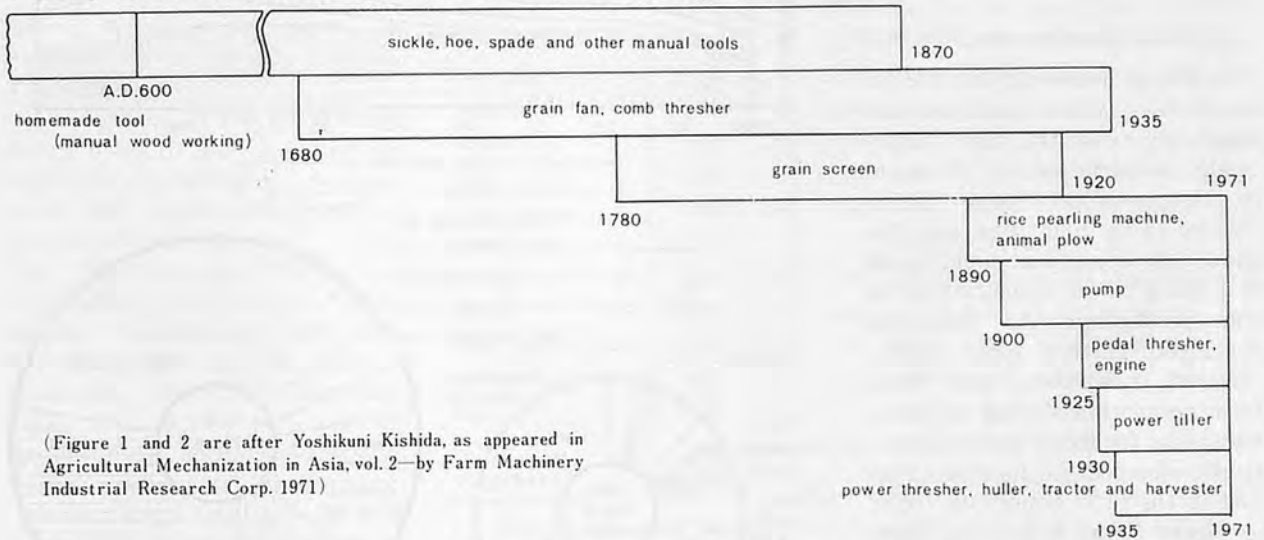 sickle, hoe, spade and other manual tools
1870
A.D.600
homemade tool
(manual wood working)
grain fan, comb thresher
1935
1680
grain screen
1920
1971
1780
rice pearling machine,
animal plow
1890
pump
1900
pedal thresher,
engine
1925
power tiller
1930
power thresher, huller, tractor and harvester
1935
1971
(Figure 1 and 2 are after Yoshikuni Kishida, as appeared in
Agricultural Mechanization in Asia, vol. 2—by Farm Machinery
Industrial Research Corp. 1971)